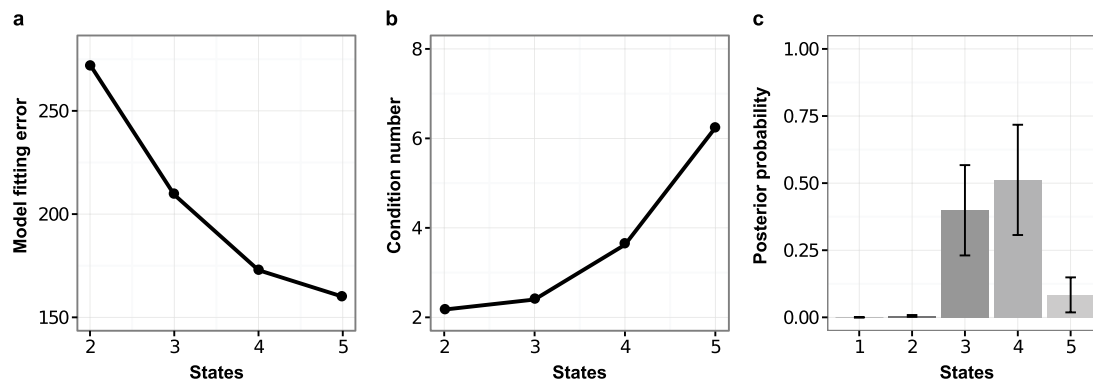 a
Model fitting error
250
200
150
2 3 4 5
States
b
Condition number
8
6
4
2
2 3 4 5
States
c
Posterior probability
1.00
0.75
0.50
0.25
0.00
1 2 3 4 5
States